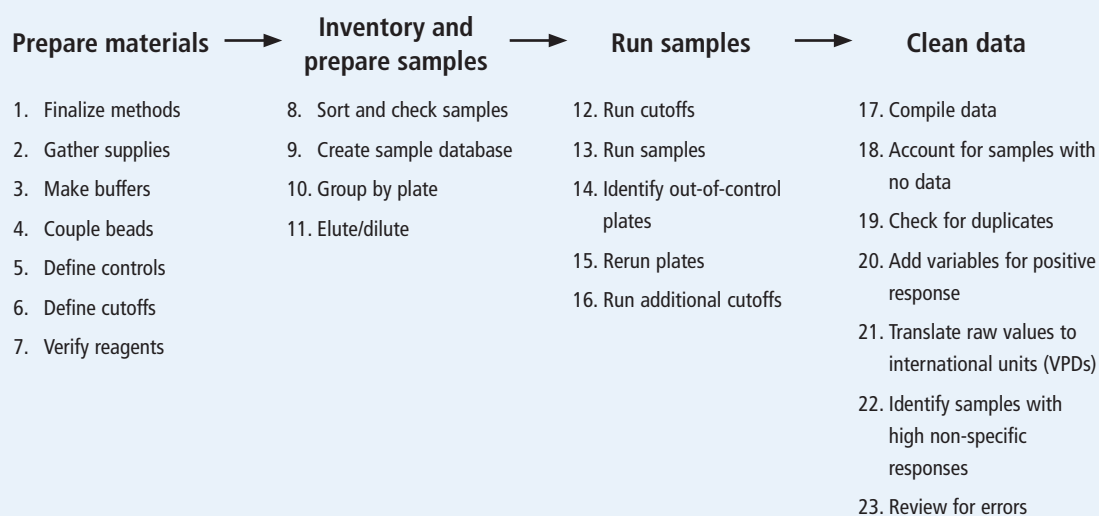 Prepare materials
1. Finalize methods
2. Gather supplies
3. Make buffers
4. Couple beads
5. Define controls
6. Define cutoffs
7. Verify reagents
Inventory and
prepare samples
8. Sort and check samples
9. Create sample database
10. Group by plate
11. Elute/dilute
Run samples
12. Run cutoffs
13. Run samples
14. Identify out-of-control
plates
15. Rerun plates
16. Run additional cutoffs
Clean data
17. Compile data
18. Account for samples with
no data
19. Check for duplicates
20. Add variables for positive
response
21. Translate raw values to
international units (VPDs)
22. Identify samples with
high non-specific
responses
23. Review for errors